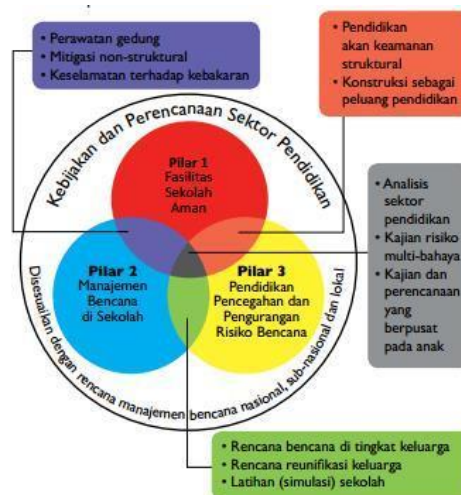 • Perawatan gedung
• Mitigasi non-struktural
• Keselamatan terhadap kebakaran
• Pendidikan
akan keamanan
struktural
• Konstruksi sebagai
peluang pendidikan
Kebijakan dan Perencanaan Sektor Pendidikan
Pilar 1
Fasilitas
Sekolah
Aman
Pilar 2
Manajemen
Bencana
di Sekolah
Pilar 3
Pendidikan
Pencegahan dan
Pengurangan
Risiko Bencana
• Analisis
sektor
pendidikan
• Kajian risiko
multi-bahaya
• Kajian dan
perencanaan
yang
berpusat
pada anak
Disesuaikan dengan rencana manajemen bencana nasional, sub-nasional dan lokal
• Rencana bencana di tingkat keluarga
• Rencana reunifikasi keluarga
• Latihan (simulasi) sekolah